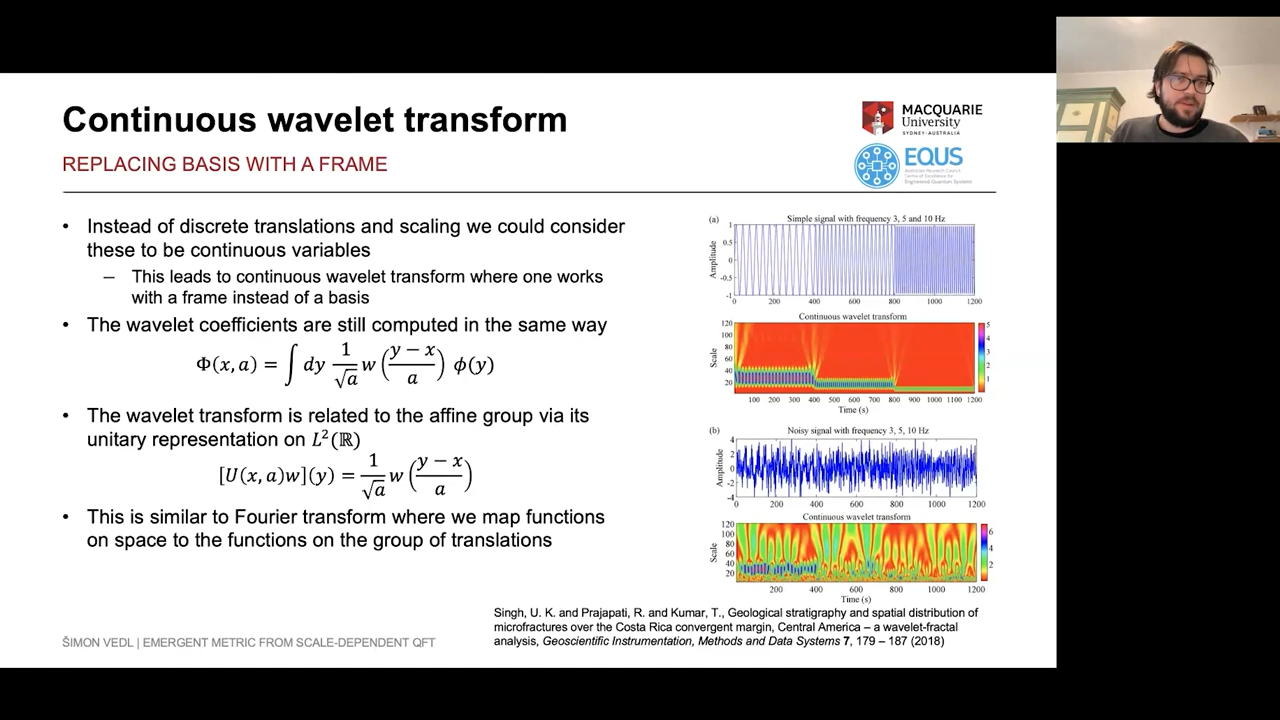 Continuous wavelet transform
REPLACING BASIS WITH A FRAME
MACQUARIE
University
SYDNEY·AUSTRALIA
EQUS
Australian Research Council
Centre of Excellence for
Engineered Quantum Systems
• Instead of discrete translations and scaling we could consider
these to be continuous variables
– This leads to continuous wavelet transform where one works
with a frame instead of a basis
• The wavelet coefficients are still computed in the same way
Φ(x, a) = ∫ dy 1/√a w((y − x)/a) ϕ(y)
• The wavelet transform is related to the affine group via its
unitary representation on L²(ℝ)
[U(x, a)w](y) = 1/√a w((y − x)/a)
• This is similar to Fourier transform where we map functions
on space to the functions on the group of translations
(a) Simple signal with frequency 3, 5 and 10 Hz
Amplitude
1
0.5
0
-0.5
-1
0 200 400 600 800 1000 1200
Continuous wavelet transform
Scale
120
100
80
60
40
20
5
4
3
2
1
100 200 300 400 500 600 700 800 900 1000 1100 1200
Time (s)
(b) Noisy signal with frequency 3, 5, 10 Hz
Amplitude
4
2
0
-2
-4
0 200 400 600 800 1000 1200
Continuous wavelet transform
Scale
120
100
80
60
40
20
6
4
2
200 400 600 800 1000 1200
Time (s)
Singh, U. K. and Prajapati, R. and Kumar, T., Geological stratigraphy and spatial distribution of
microfractures over the Costa Rica convergent margin, Central America – a wavelet-fractal
analysis, Geoscientific Instrumentation, Methods and Data Systems 7, 179 – 187 (2018)
ŠIMON VEDL | EMERGENT METRIC FROM SCALE-DEPENDENT QFT